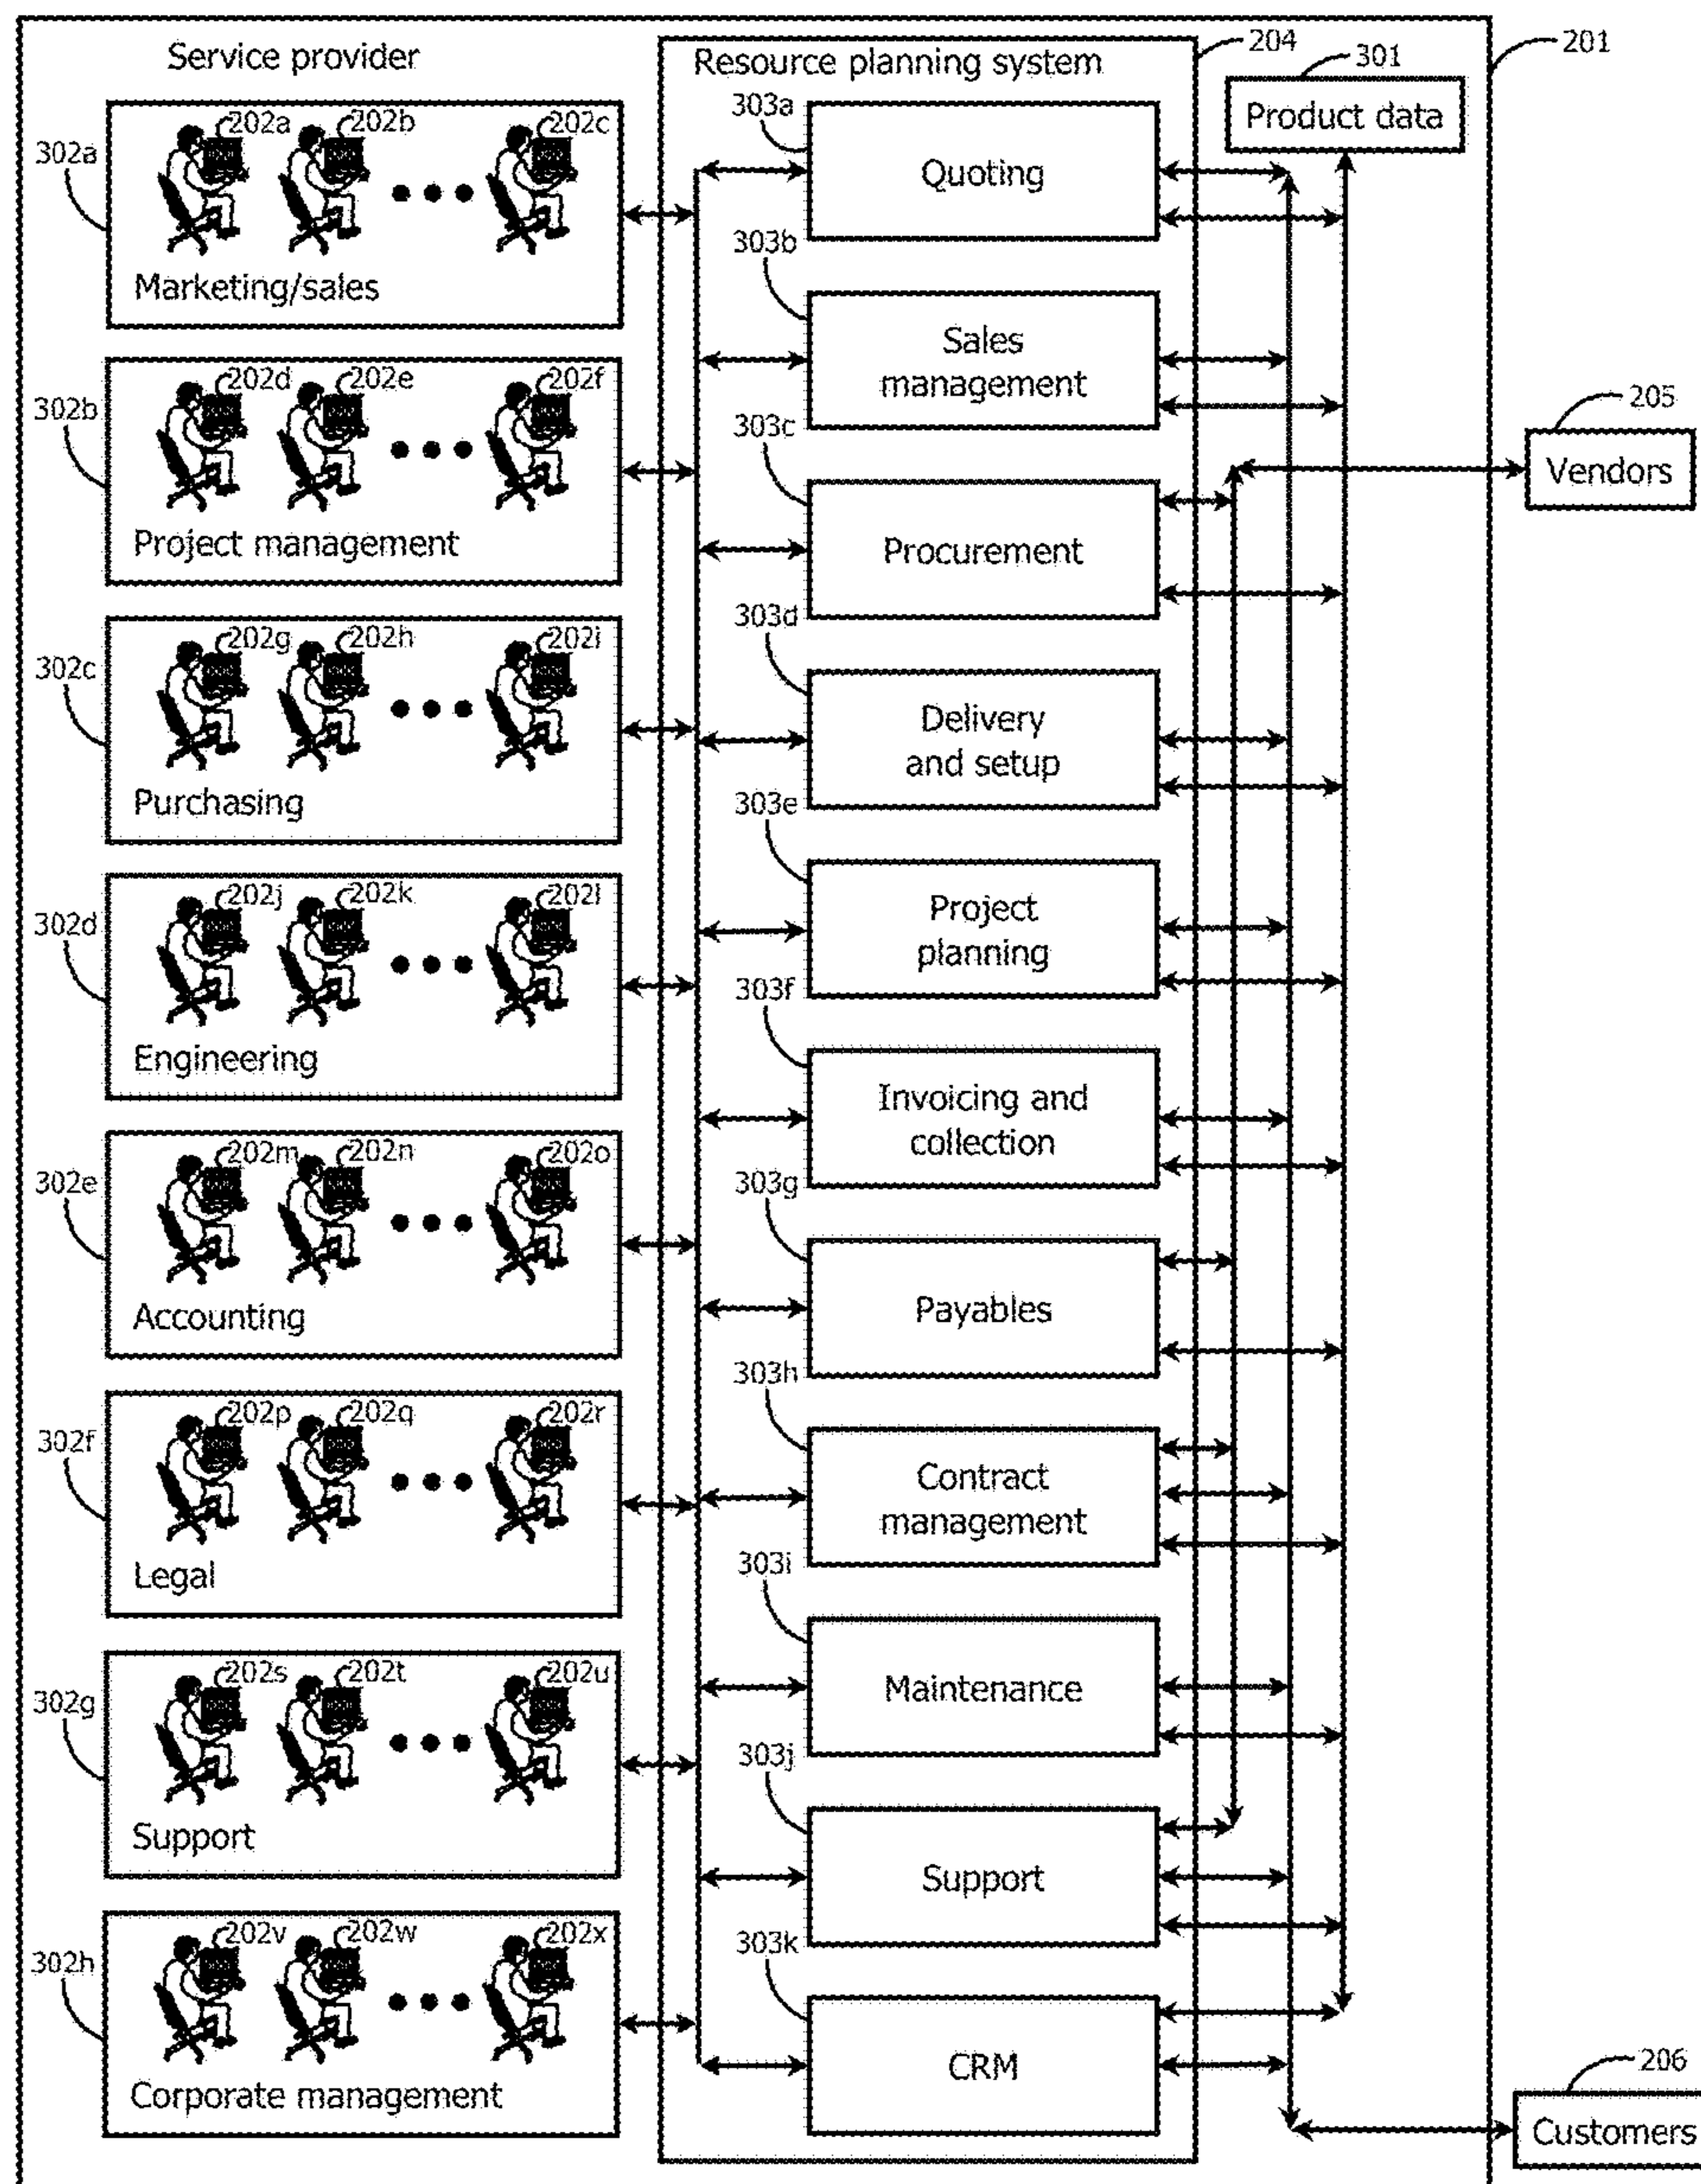 Service provider
Resource planning system
204
201
301
Product data
302a
202a
202b
202c
Marketing/sales
302b
202d
202e
202f
Project management
302c
202g
202h
202i
Purchasing
302d
202j
202k
202l
Engineering
302e
202m
202n
202o
Accounting
302f
202p
202q
202r
Legal
302g
202s
202t
202u
Support
302h
202v
202w
202x
Corporate management
303a
Quoting
303b
Sales
management
303c
Procurement
303d
Delivery
and setup
303e
Project
planning
303f
Invoicing and
collection
303g
Payables
303h
Contract
management
303i
Maintenance
303j
Support
303k
CRM
205
Vendors
206
Customers